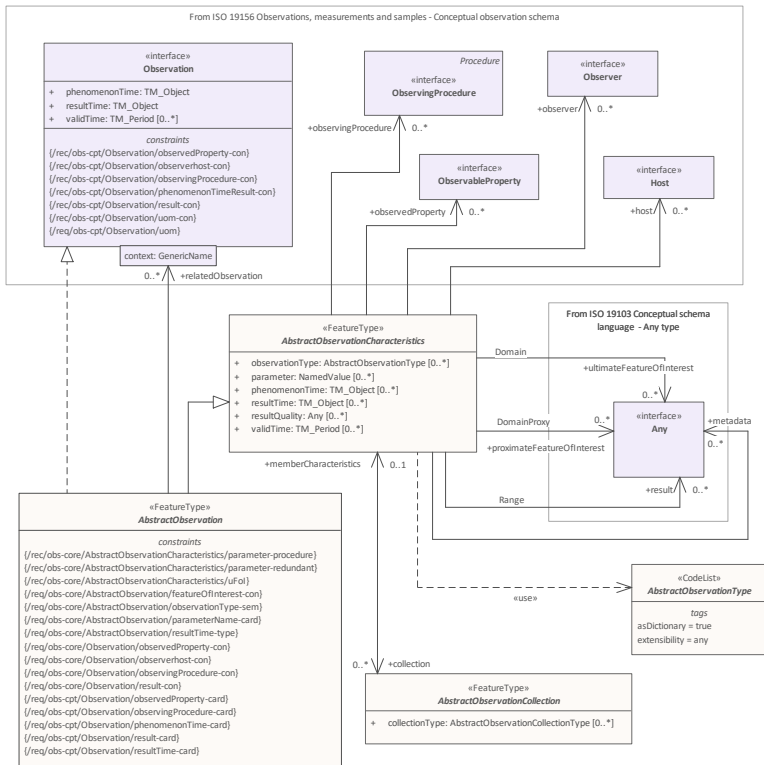 From ISO 19156 Observations, measurements and samples - Conceptual observation schema
«interface»
Observation
+ phenomenonTime: TM_Object
+ resultTime: TM_Object
+ validTime: TM_Period [0..*]
constraints
{/rec/obs-cpt/Observation/observedProperty-con}
{/rec/obs-cpt/Observation/observerhost-con}
{/rec/obs-cpt/Observation/observingProcedure-con}
{/rec/obs-cpt/Observation/phenomenonTimeResult-con}
{/rec/obs-cpt/Observation/result-con}
{/rec/obs-cpt/Observation/uom-con}
{/req/obs-cpt/Observation/uom}
context: GenericName
0..* +relatedObservation
Procedure
«interface»
ObservingProcedure
+observingProcedure 0..*
«interface»
Observer
+observer 0..*
«interface»
ObservableProperty
+observedProperty 0..*
«interface»
Host
+host 0..*
«FeatureType»
AbstractObservationCharacteristics
+ observationType: AbstractObservationType [0..*]
+ parameter: NamedValue [0..*]
+ phenomenonTime: TM_Object [0..*]
+ resultTime: TM_Object [0..*]
+ resultQuality: Any [0..*]
+ validTime: TM_Period [0..*]
From ISO 19103 Conceptual schema
language - Any type
Domain
+ultimateFeatureOfInterest
0..*
«interface»
Any
DomainProxy
0..*
+proximateFeatureOfInterest
+metadata
0..*
+result 0..*
Range
+memberCharacteristics 0..1
«FeatureType»
AbstractObservation
constraints
{/rec/obs-core/AbstractObservationCharacteristics/parameter-procedure}
{/rec/obs-core/AbstractObservationCharacteristics/parameter-redundant}
{/rec/obs-core/AbstractObservationCharacteristics/uFoI}
{/req/obs-core/AbstractObservation/featureOfInterest-con}
{/req/obs-core/AbstractObservation/observationType-sem}
{/req/obs-core/AbstractObservation/parameterName-card}
{/req/obs-core/AbstractObservation/resultTime-type}
{/req/obs-core/Observation/observedProperty-con}
{/req/obs-core/Observation/observerhost-con}
{/req/obs-core/Observation/observingProcedure-con}
{/req/obs-core/Observation/result-con}
{/req/obs-cpt/Observation/observedProperty-card}
{/req/obs-cpt/Observation/observingProcedure-card}
{/req/obs-cpt/Observation/phenomenonTime-card}
{/req/obs-cpt/Observation/result-card}
{/req/obs-cpt/Observation/resultTime-card}
«use»
«CodeList»
AbstractObservationType
tags
asDictionary = true
extensibility = any
0..* +collection
«FeatureType»
AbstractObservationCollection
+ collectionType: AbstractObservationCollectionType [0..*]